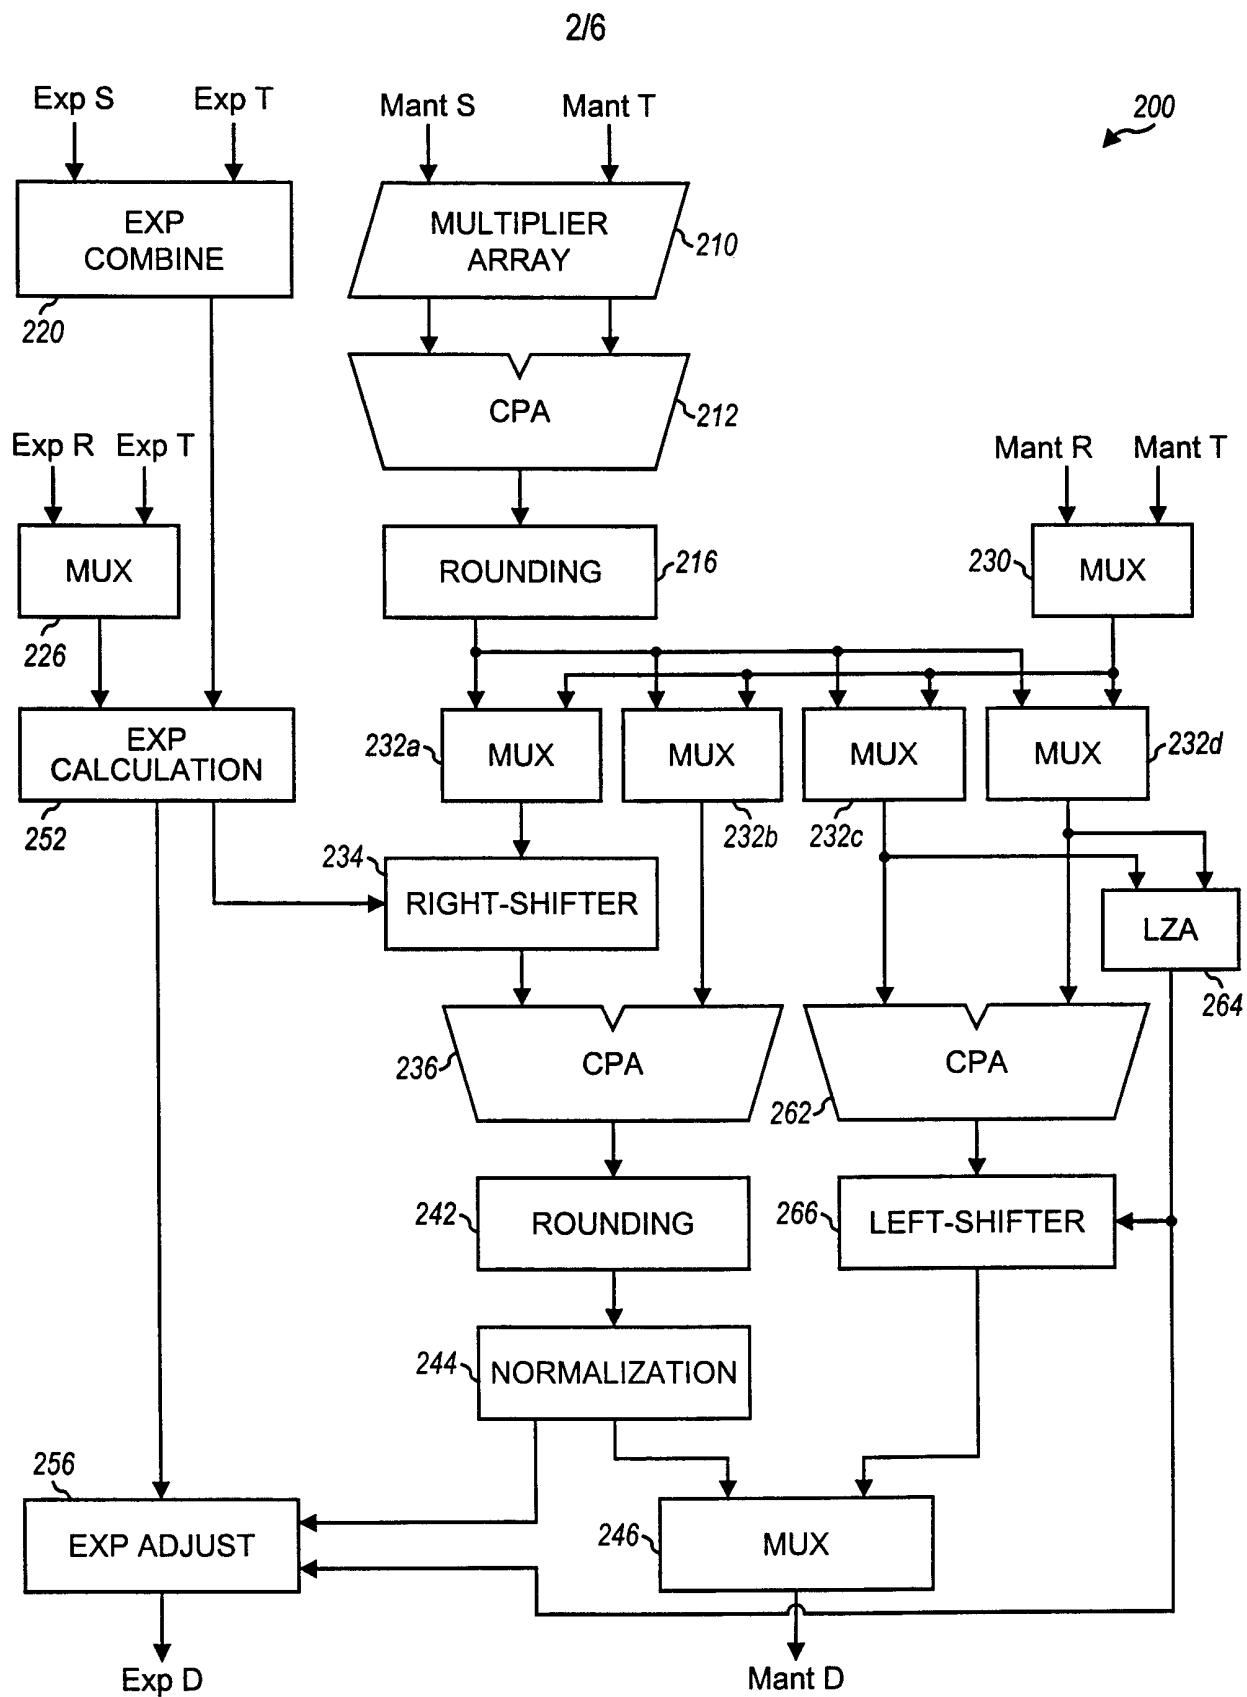 2/6
Exp S
Exp T
Mant S
Mant T
200
EXP
COMBINE
220
MULTIPLIER
ARRAY
210
CPA
212
Exp R
Exp T
Mant R
Mant T
MUX
226
ROUNDING
216
230
MUX
EXP
CALCULATION
252
232a
MUX
MUX
232b
MUX
232c
MUX
232d
234
RIGHT-SHIFTER
LZA
264
236
CPA
262
CPA
242
ROUNDING
266
LEFT-SHIFTER
244
NORMALIZATION
256
EXP ADJUST
246
MUX
Exp D
Mant D